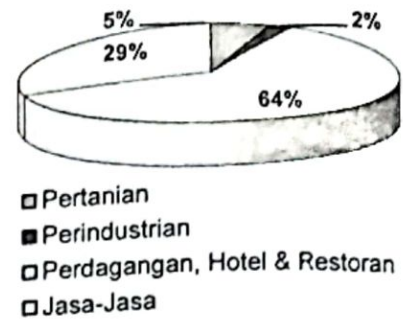 5% 2%
29%
64%
Pertanian
Perindustrian
Perdagangan, Hotel & Restoran
Jasa-Jasa